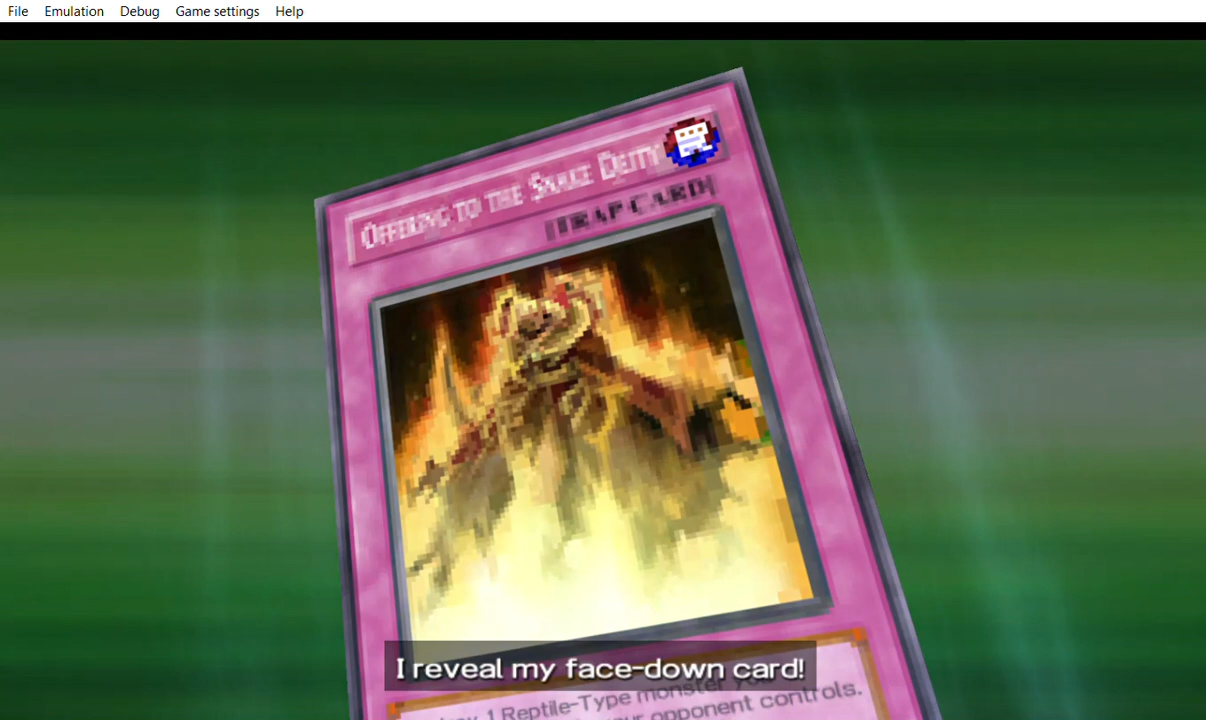 File Emulation Debug Game settings Help
Offering to the Snake Deity
[Trap Card]
I reveal my face-down card!
1 Reptile-Type monster you
your opponent controls.